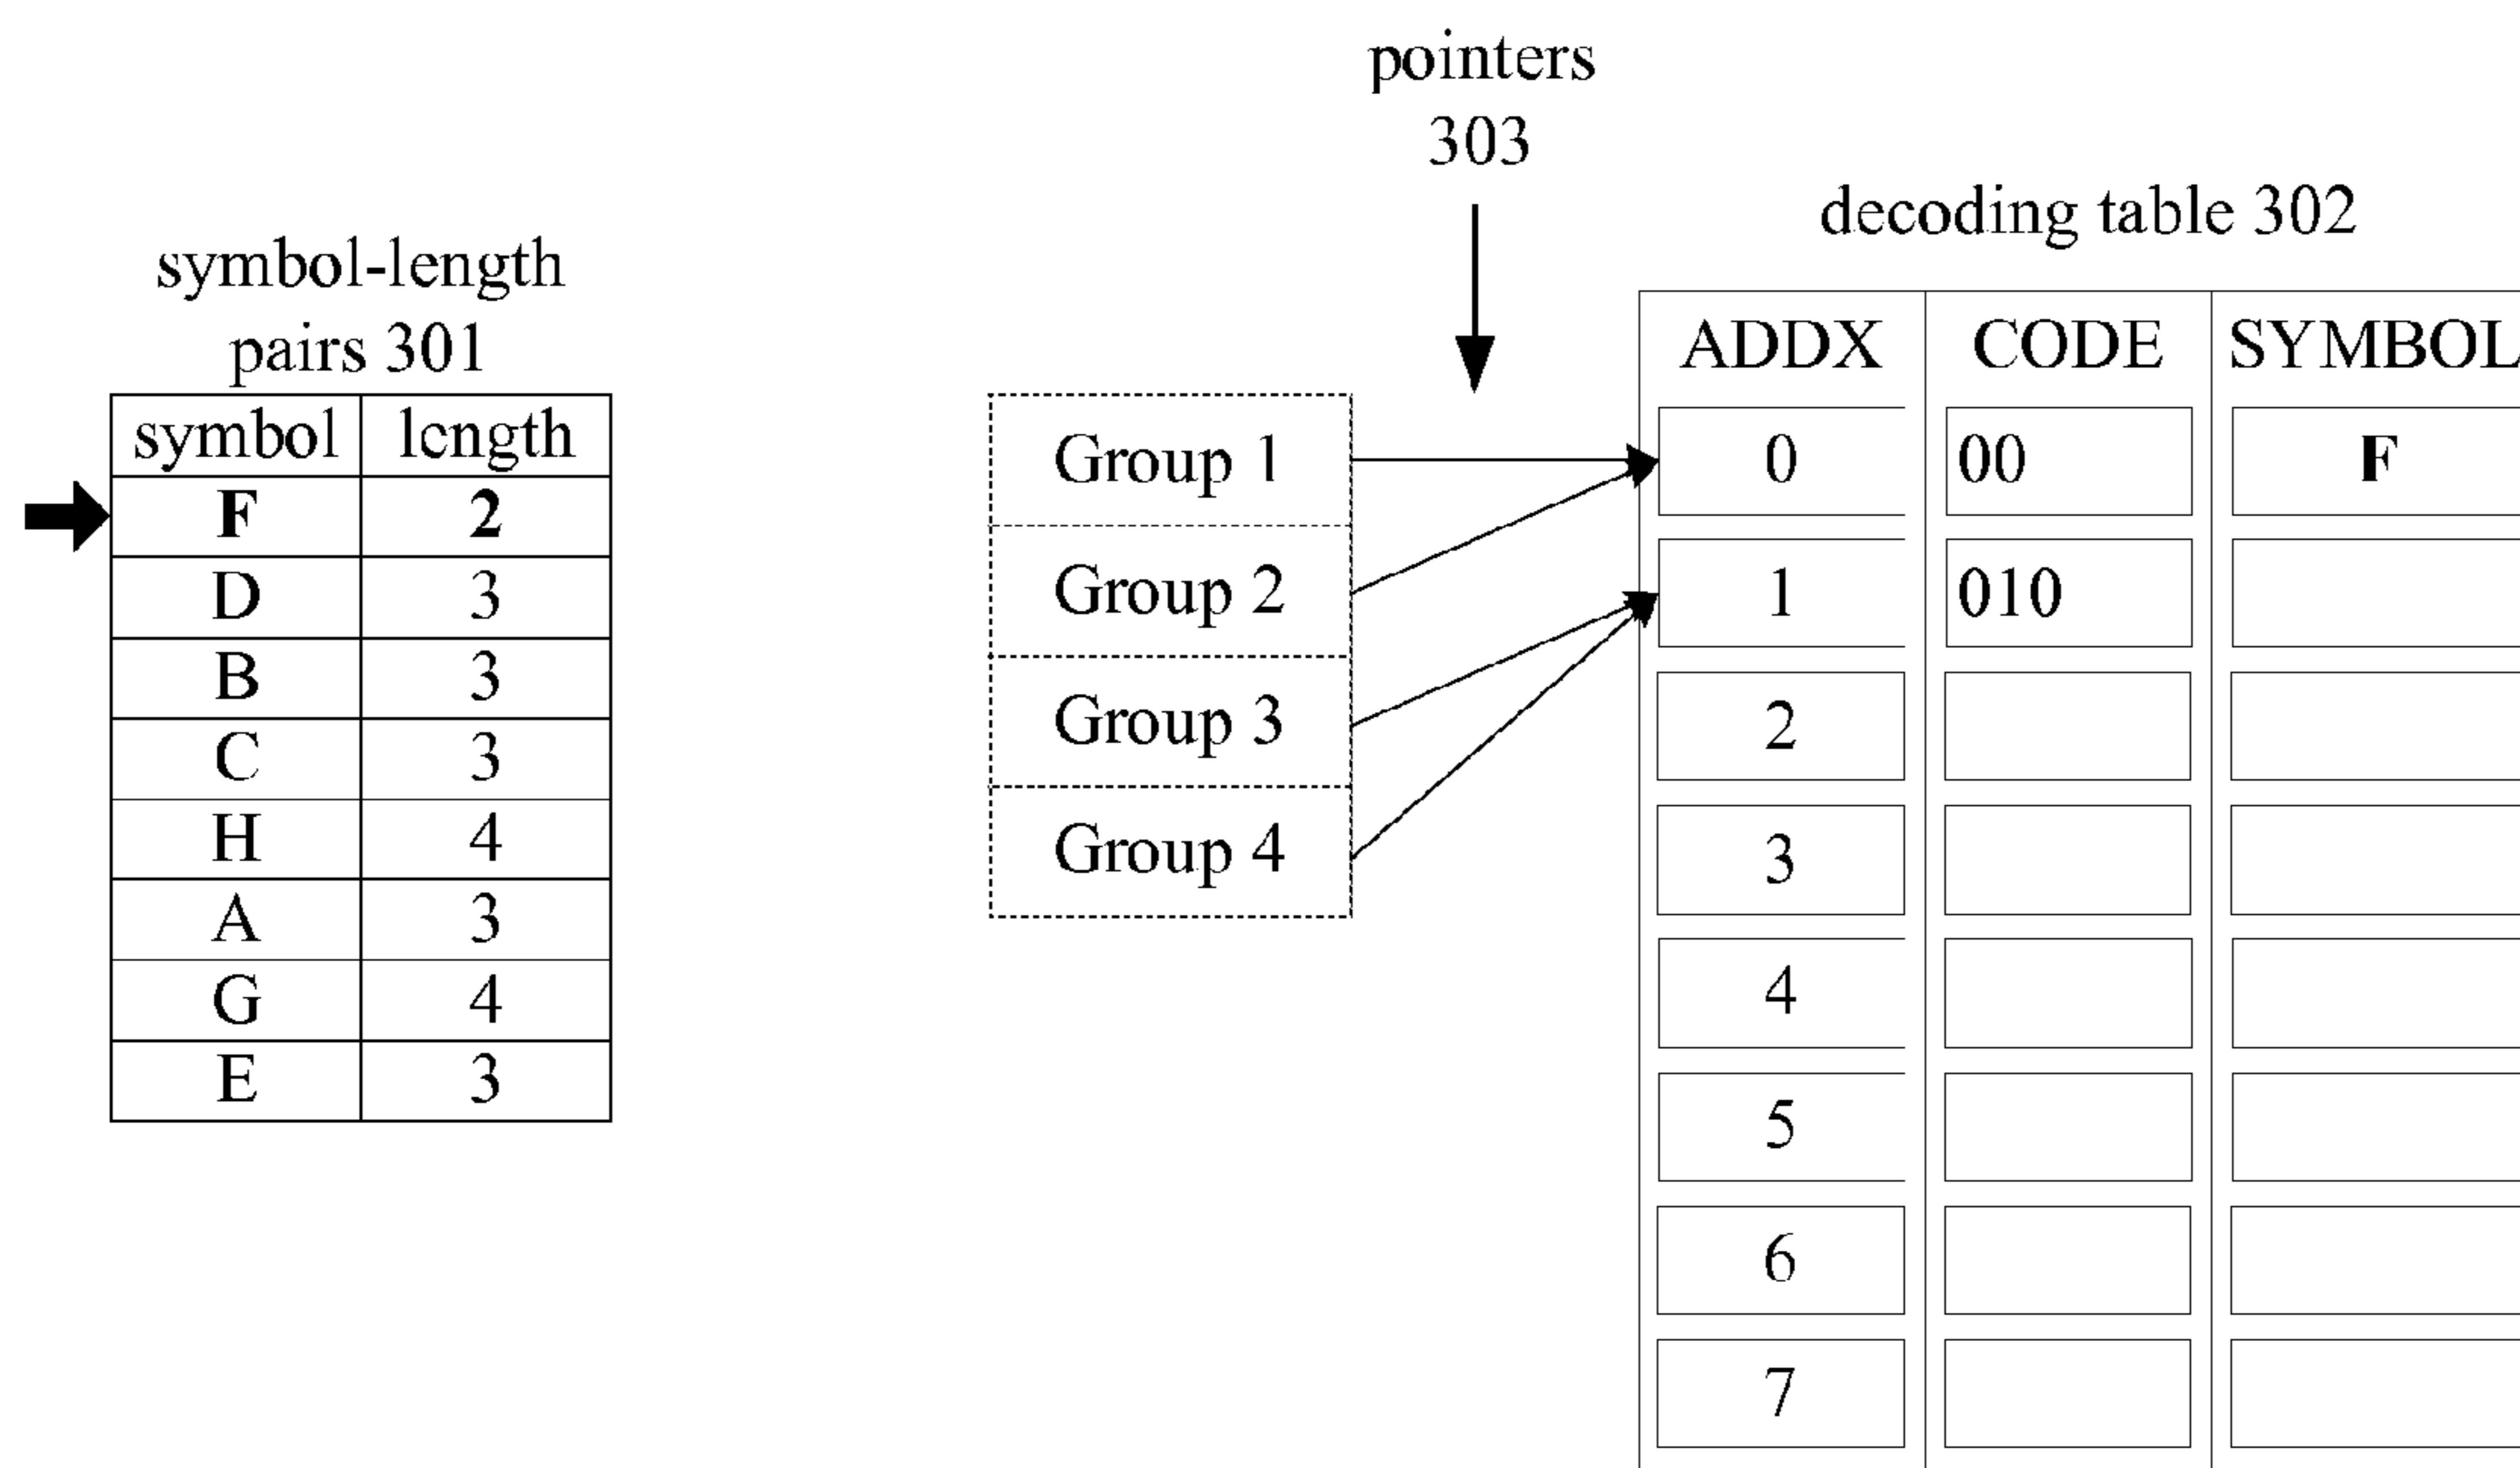 pointers
303
decoding table 302
symbol-length
pairs 301
symbol length
F 2
D 3
B 3
C 3
H 4
A 3
G 4
E 3
Group 1
Group 2
Group 3
Group 4
ADDX CODE SYMBOL
0 00 F
1 010
2
3
4
5
6
7